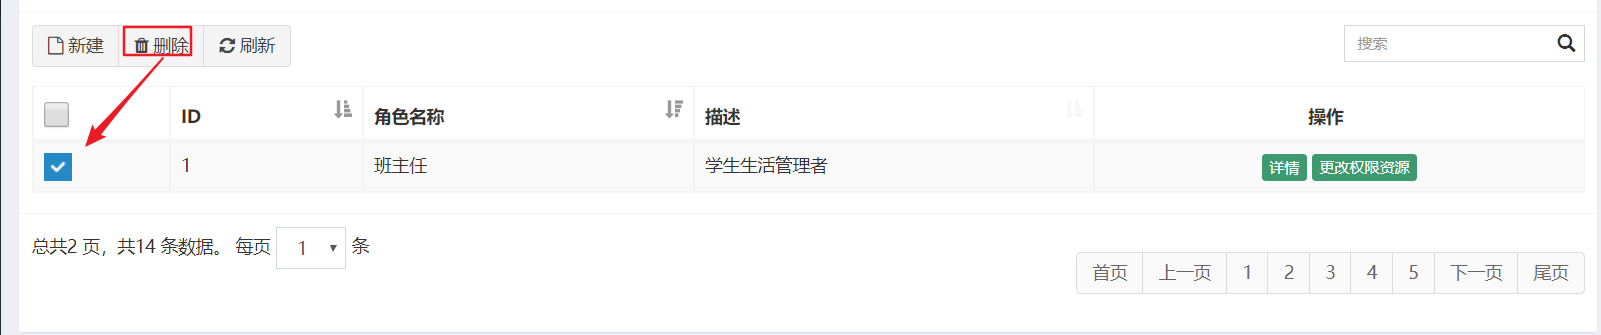 新建 删除 刷新 搜索
ID 角色名称 描述 操作
1 班主任 学生生活管理者 详情 更改权限资源
总共2 页，共14 条数据。 每页 1 条
首页 上一页 1 2 3 4 5 下一页 尾页